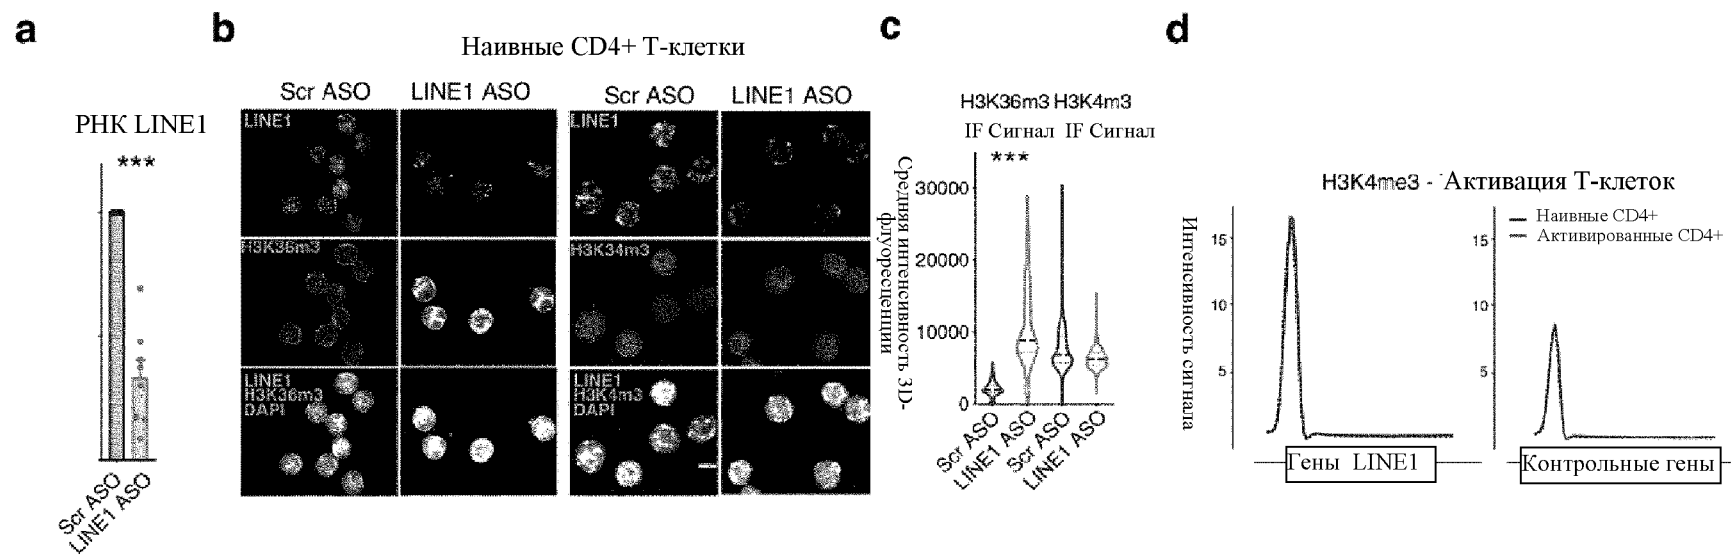 a
РНК LINE1
***
Scr ASO
LINE1 ASO
b
Наивные CD4+ Т-клетки
Scr ASO
LINE1 ASO
Scr ASO
LINE1 ASO
LINE1
LINE1
H3K36m3
H3K34m3
LINE1
H3K36m3
DAPI
LINE1
H3K4m3
DAPI
c
H3K36m3 H3K4m3
IF Сигнал IF Сигнал
***
Средняя интенсивность 3D-
флуоресценции
30000
20000
10000
0
Scr ASO
LINE1 ASO
Scr ASO
LINE1 ASO
d
H3K4me3 - Активация Т-клеток
Интенсивность сигнала
15
10
5
Гены LINE1
Наивные CD4+
Активированные CD4+
15
10
5
Контрольные гены